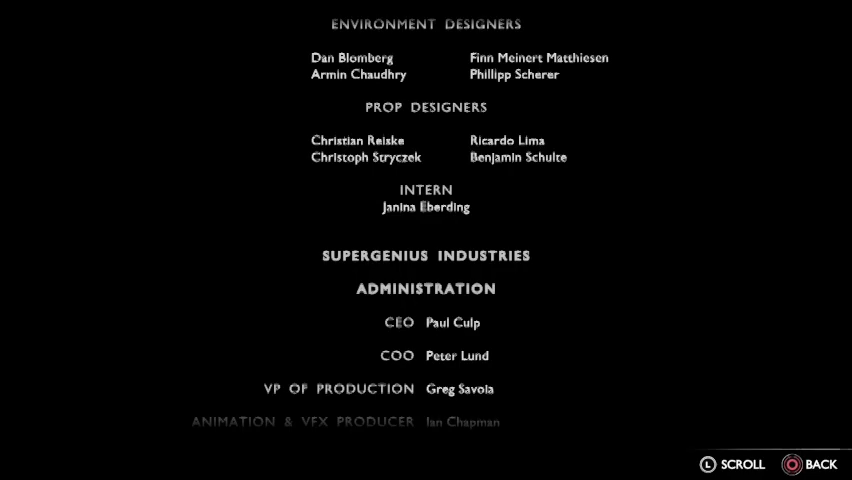 ENVIRONMENT DESIGNERS
Dan Blomberg Finn Meinert Matthiesen
Armin Chaudhry Phillipp Scherer
PROP DESIGNERS
Christian Reiske Ricardo Lima
Christoph Stryczek Benjamin Schulte
INTERN
Janina Eberding
SUPERGENIUS INDUSTRIES
ADMINISTRATION
CEO Paul Culp
COO Peter Lund
VP OF PRODUCTION Greg Savoia
ANIMATION & VFX PRODUCER Ian Chapman
L SCROLL BACK